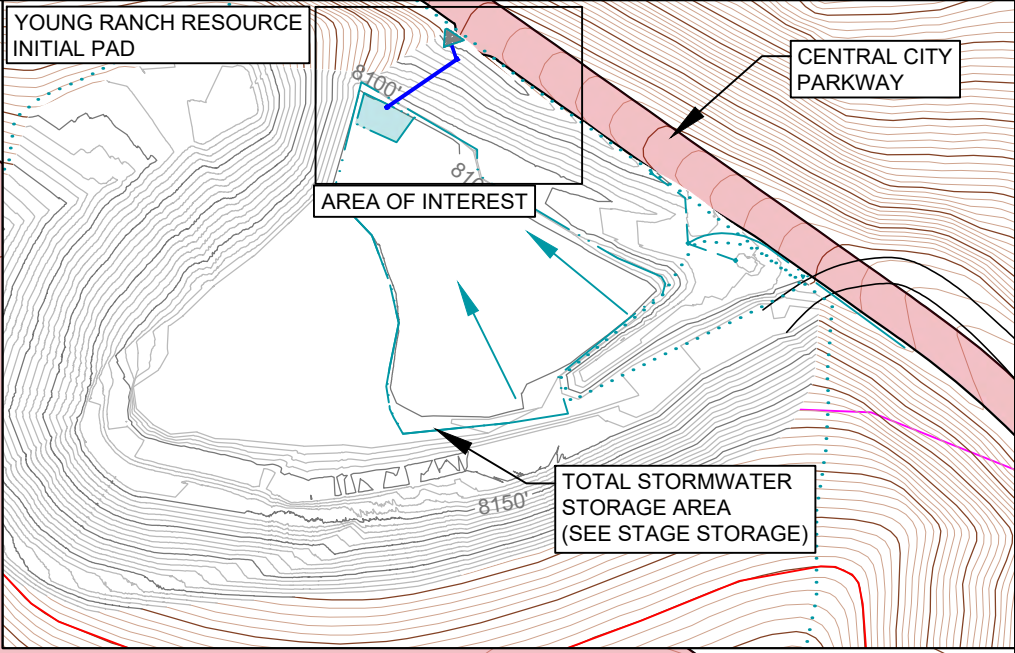 YOUNG RANCH RESOURCE
INITIAL PAD
CENTRAL CITY
PARKWAY
8100'
AREA OF INTEREST
TOTAL STORMWATER
STORAGE AREA
(SEE STAGE STORAGE)
8150'